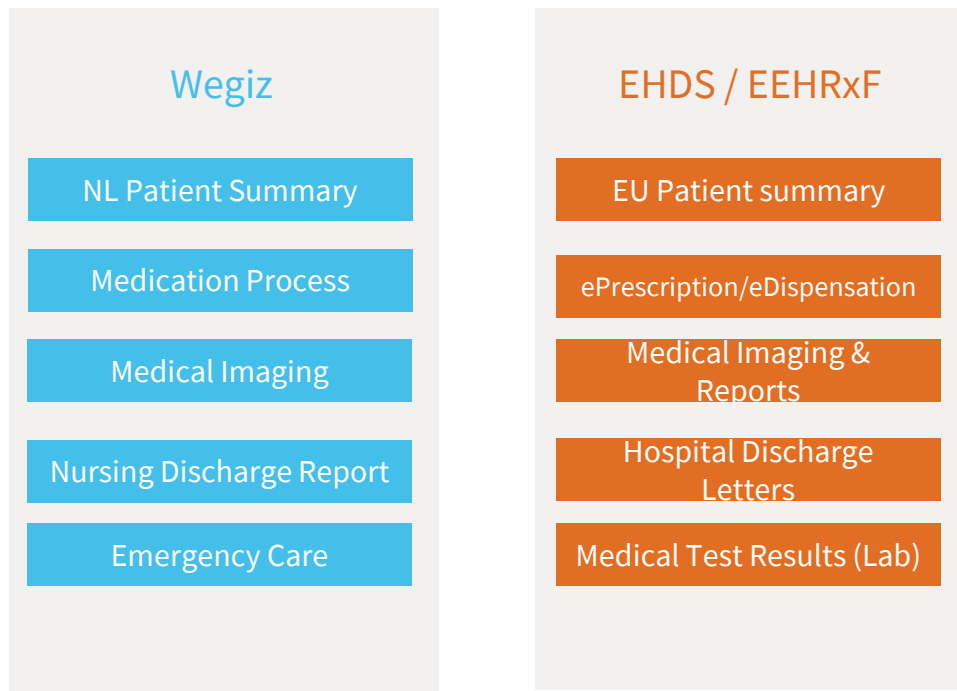 Wegiz
NL Patient Summary
Medication Process
Medical Imaging
Nursing Discharge Report
Emergency Care
EHDS / EEHRxF
EU Patient summary
ePrescription/eDispensation
Medical Imaging &
Reports
Hospital Discharge
Letters
Medical Test Results (Lab)